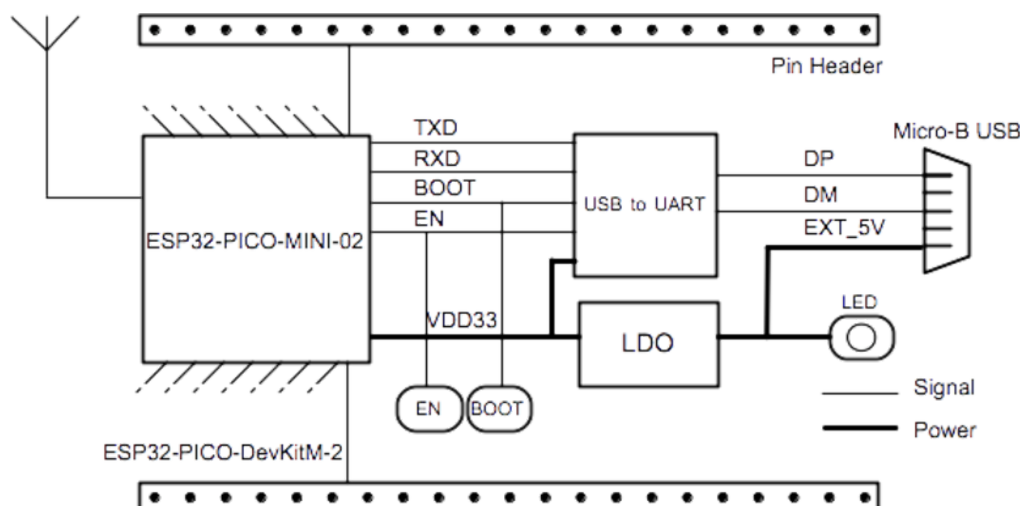 Pin Header
Micro-B USB
TXD
RXD
BOOT
EN
DP
DM
EXT_5V
USB to UART
ESP32-PICO-MINI-02
VDD33
LDO
LED
EN
BOOT
Signal
Power
ESP32-PICO-DevKitM-2